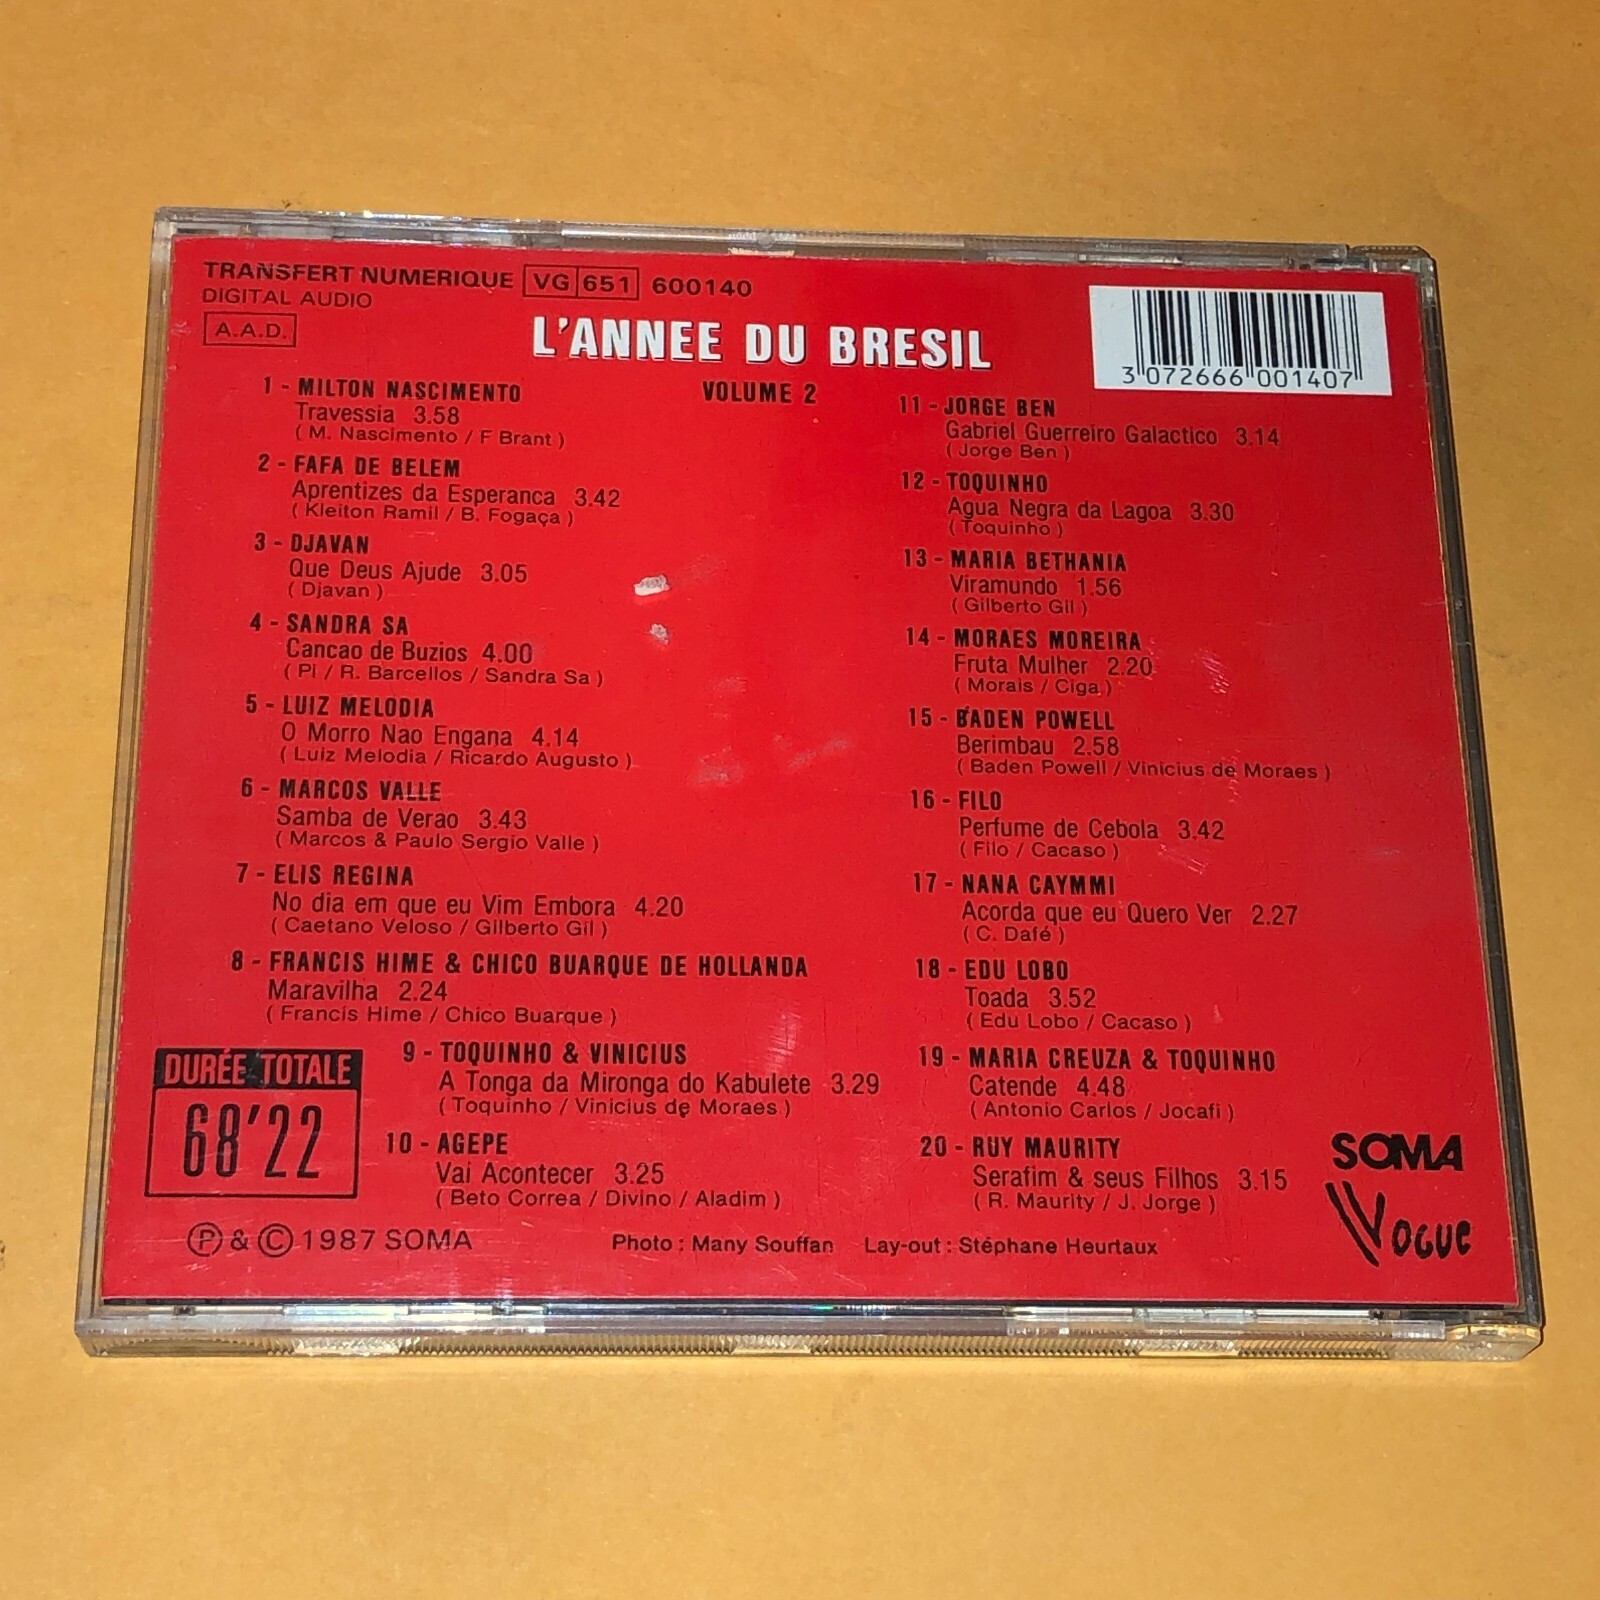 TRANSFERT NUMERIQUE VG 651 600140
DIGITAL AUDIO
A.A.D.
L'ANNEE DU BRESIL
VOLUME 2
3 072666 001407
1 - MILTON NASCIMENTO
Travessia 3.58
( M. Nascimento / F Brant )
2 - FAFA DE BELEM
Aprentizes da Esperanca 3.42
( Kleiton Ramil / B. Fogaça )
3 - DJAVAN
Que Deus Ajude 3.05
( Djavan )
4 - SANDRA SA
Cancao de Buzios 4.00
( Pi / R. Barcellos / Sandra Sa )
5 - LUIZ MELODIA
O Morro Nao Engana 4.14
( Luiz Melodia / Ricardo Augusto )
6 - MARCOS VALLE
Samba de Verao 3.43
( Marcos & Paulo Sergio Valle )
7 - ELIS REGINA
No dia em que eu Vim Embora 4.20
( Caetano Veloso / Gilberto Gil )
8 - FRANCIS HIME & CHICO BUARQUE DE HOLLANDA
Maravilha 2.24
( Francis Hime / Chico Buarque )
9 - TOQUINHO & VINICIUS
A Tonga da Mironga do Kabulete 3.29
( Toquinho / Vinicius de Moraes )
10 - AGEPE
Vai Acontecer 3.25
( Beto Correa / Divino / Aladim )
11 - JORGE BEN
Gabriel Guerreiro Galactico 3.14
( Jorge Ben )
12 - TOQUINHO
Agua Negra da Lagoa 3.30
( Toquinho )
13 - MARIA BETHANIA
Viramundo 1.56
( Gilberto Gil )
14 - MORAES MOREIRA
Fruta Mulher 2.20
( Morais / Ciga )
15 - BADEN POWELL
Berimbau 2.58
( Baden Powell / Vinicius de Moraes )
16 - FILO
Perfume de Cebola 3.42
( Filo / Cacaso )
17 - NANA CAYMMI
Acorda que eu Quero Ver 2.27
( C. Dafé )
18 - EDU LOBO
Toada 3.52
( Edu Lobo / Cacaso )
19 - MARIA CREUZA & TOQUINHO
Catende 4.48
( Antonio Carlos / Jocafi )
20 - RUY MAURITY
Serafim & seus Filhos 3.15
( R. Maurity / J. Jorge )
DURÉE TOTALE
68'22
℗ & © 1987 SOMA
Photo : Many Souffan Lay-out : Stéphane Heurtaux
SOMA
VOGUE